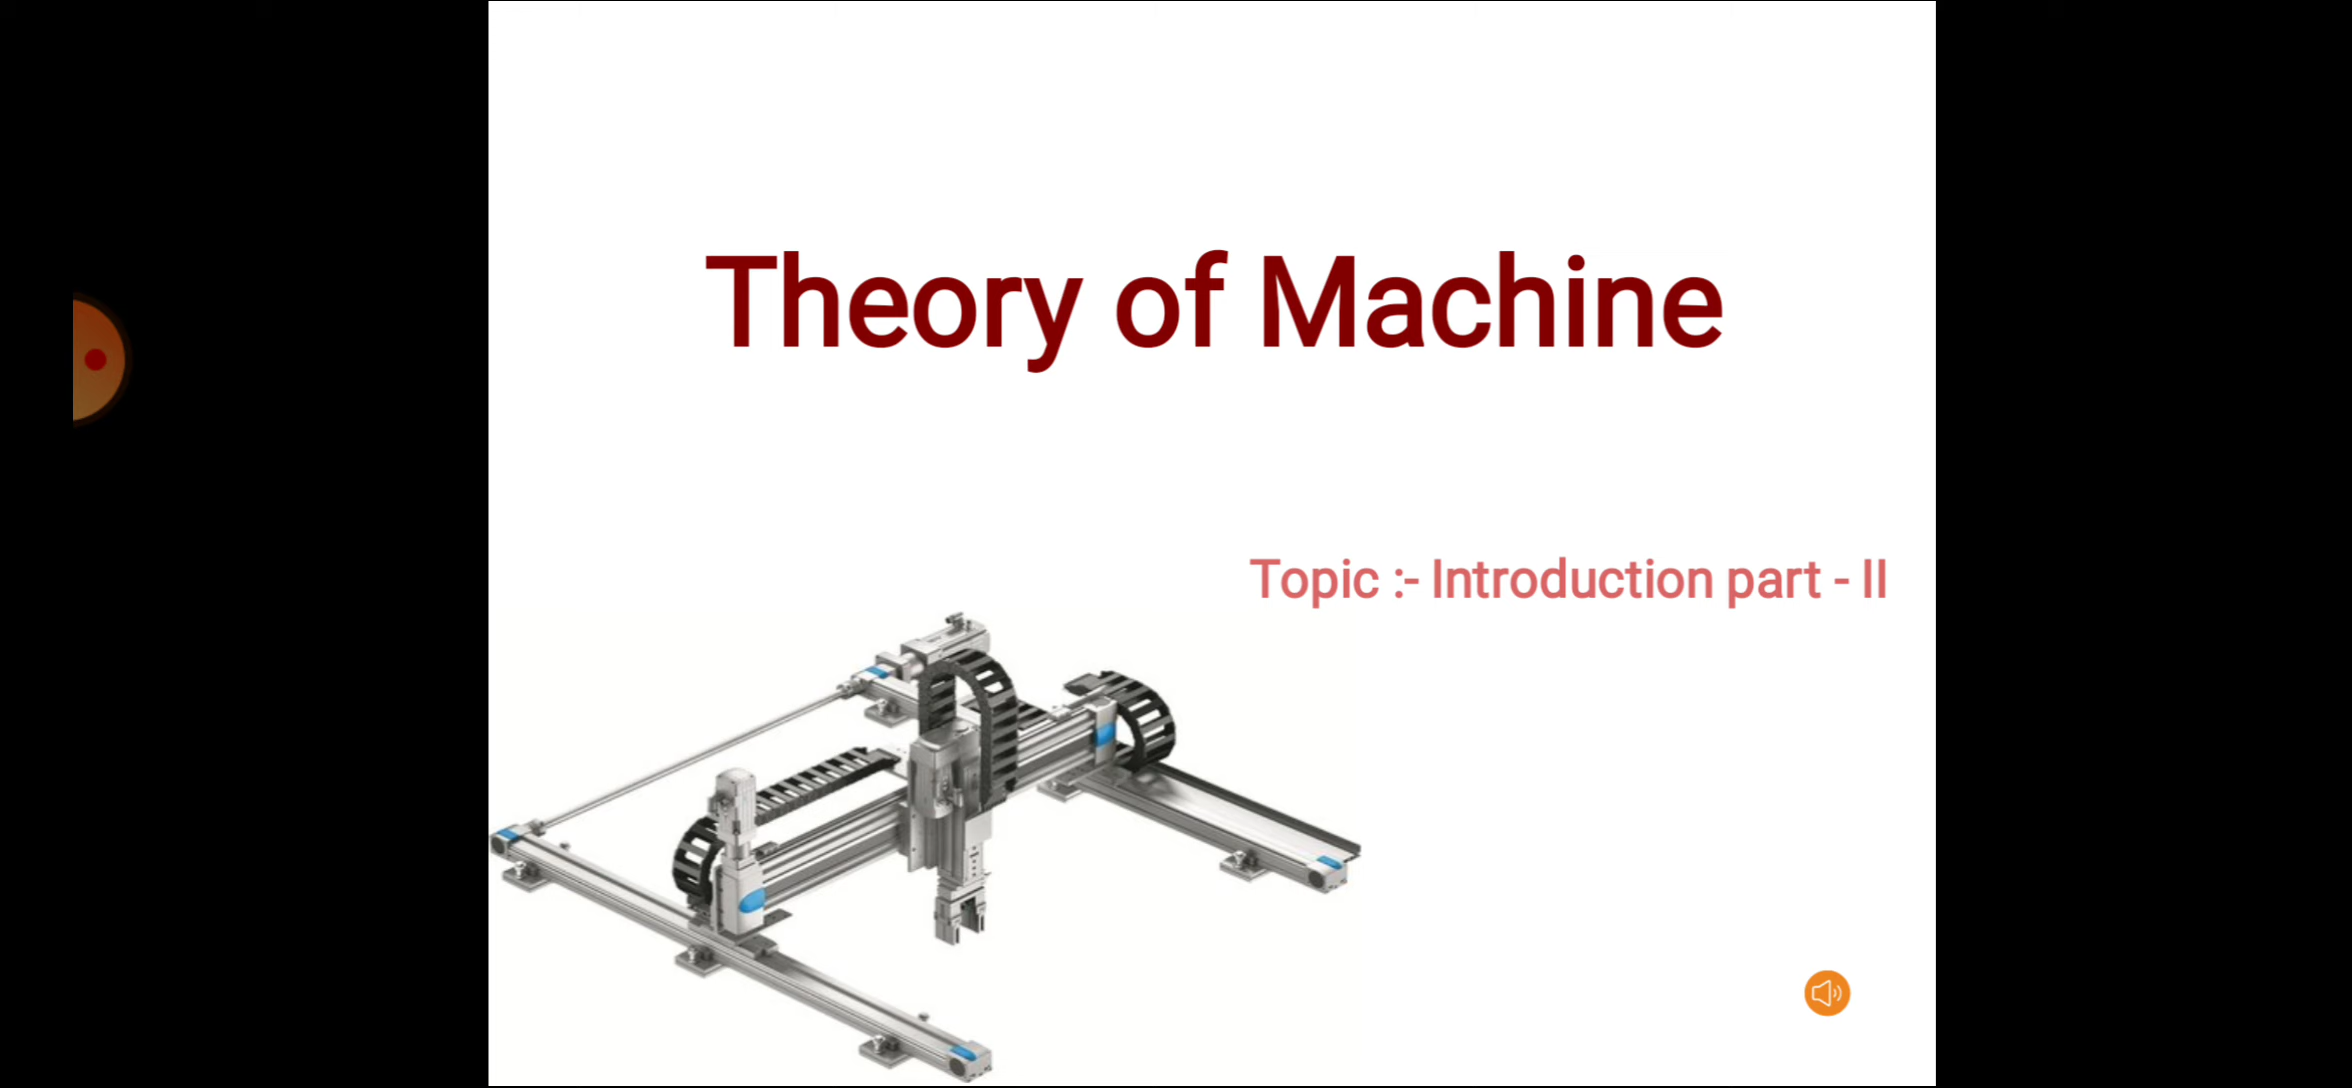 Theory of Machine
Topic :- Introduction part - II